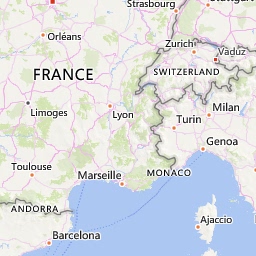 Strasbourg
Orléans
Zurich
Vaduz
FRANCE
SWITZERLAND
Limoges
Lyon
Milan
Turin
Genoa
Toulouse
Marseille
MONACO
ANDORRA
Ajaccio
Barcelona